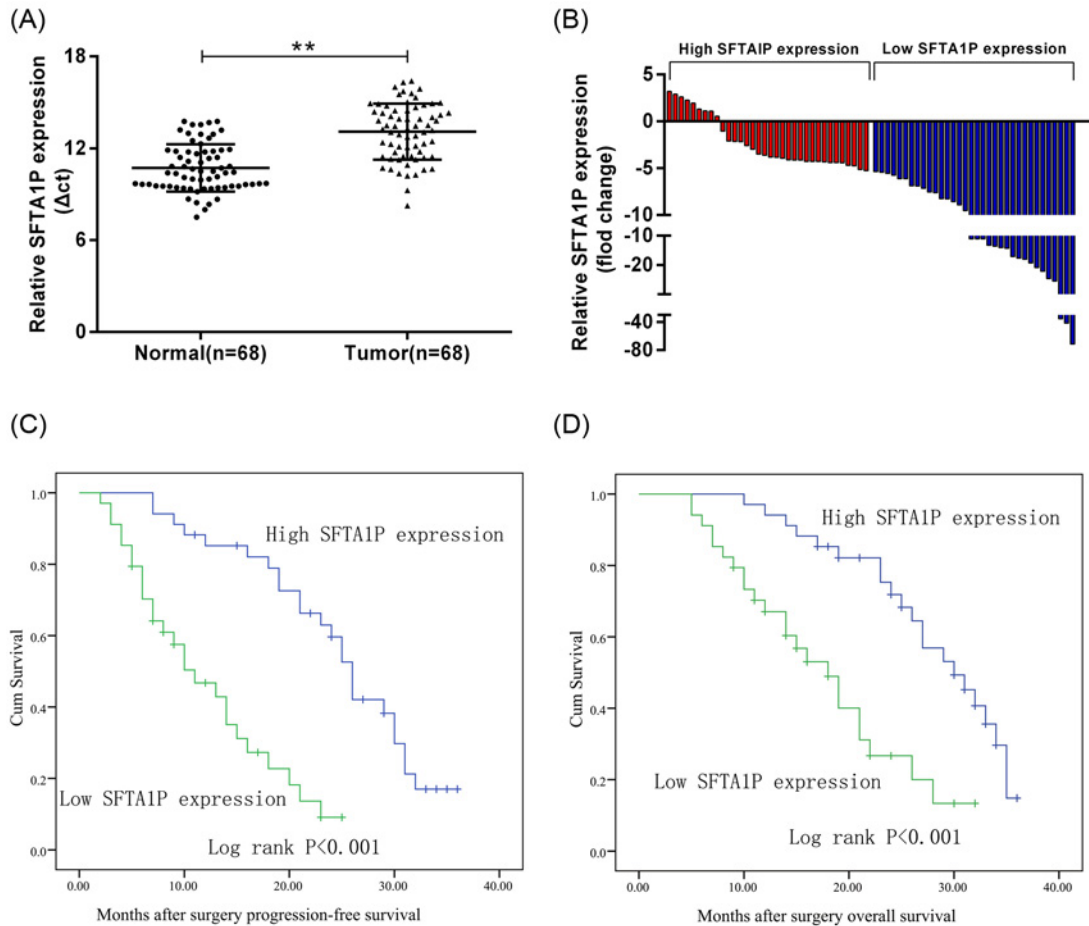 (A)
**
Relative SFTA1P expression
(Δct)
18
12
6
0
Normal(n=68)
Tumor(n=68)
(B)
High SFTAIP expression
Low SFTA1P expression
Relative SFTA1P expression
(flod change)
5
0
-5
-10
-10
-20
-40
-80
(C)
Cum Survival
1.0
0.8
0.6
0.4
0.2
0.0
High SFTA1P expression
Low SFTA1P expression
Log rank P<0.001
0.00
10.00
20.00
30.00
40.00
Months after surgery progression-free survival
(D)
Cum Survival
1.0
0.8
0.6
0.4
0.2
0.0
High SFTA1P expression
Low SFTA1P expression
Log rank P<0.001
0.00
10.00
20.00
30.00
40.00
Months after surgery overall survival